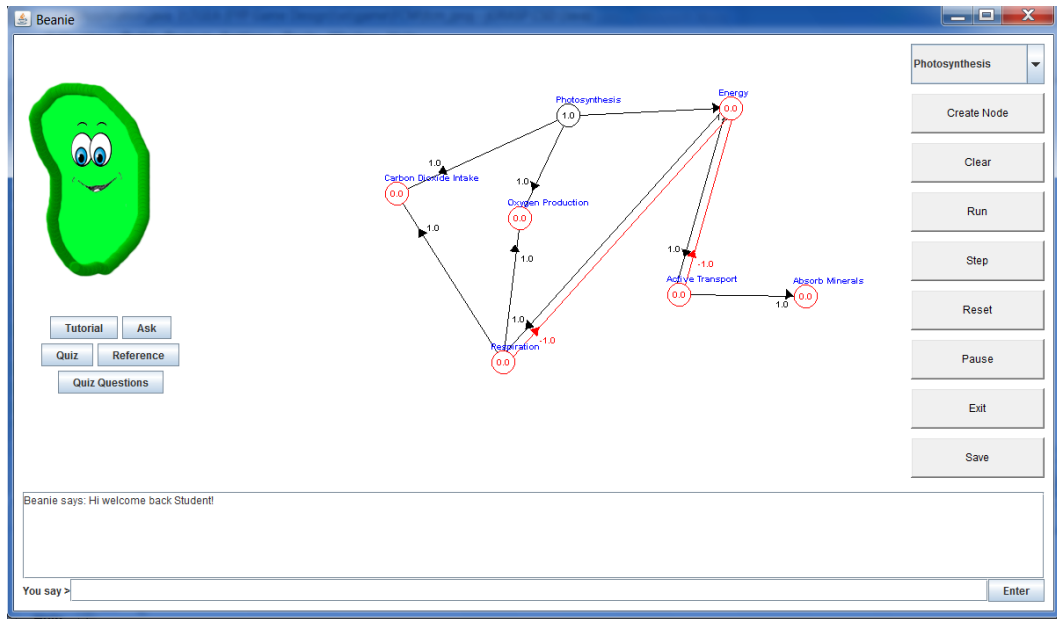 Beanie
Photosynthesis
Create Node
Clear
Run
Step
Reset
Pause
Exit
Save
Photosynthesis
1.0
Energy
0.0
1.0
Carbon Dioxide Intake
0.0
1.0
Oxygen Production
0.0
1.0
1.0
1.0
-1.0
Active Transport
0.0
Absorb Minerals
1.0
0.0
1.0
-1.0
Respiration
0.0
Tutorial
Ask
Quiz
Reference
Quiz Questions
Beanie says: Hi welcome back Student!
You say >
Enter